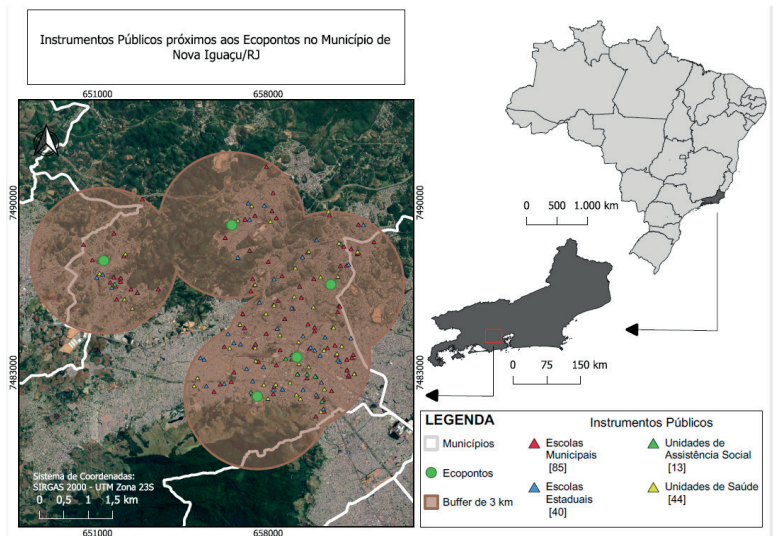 Instrumentos Públicos próximos aos Ecopontos no Município de
Nova Iguaçu/RJ
651000
658000
7490000
7483000
Sistema de Coordenadas:
SIRGAS 2000 - UTM Zona 23S
0 0,5 1 1,5 km
651000
658000
7490000
7483000
0 500 1.000 km
0 75 150 km
LEGENDA
Municípios
Ecopontos
Buffer de 3 km
Instrumentos Públicos
Escolas
Municipais
[85]
Escolas
Estaduais
[40]
Unidades de
Assistência Social
[13]
Unidades de Saúde
[44]